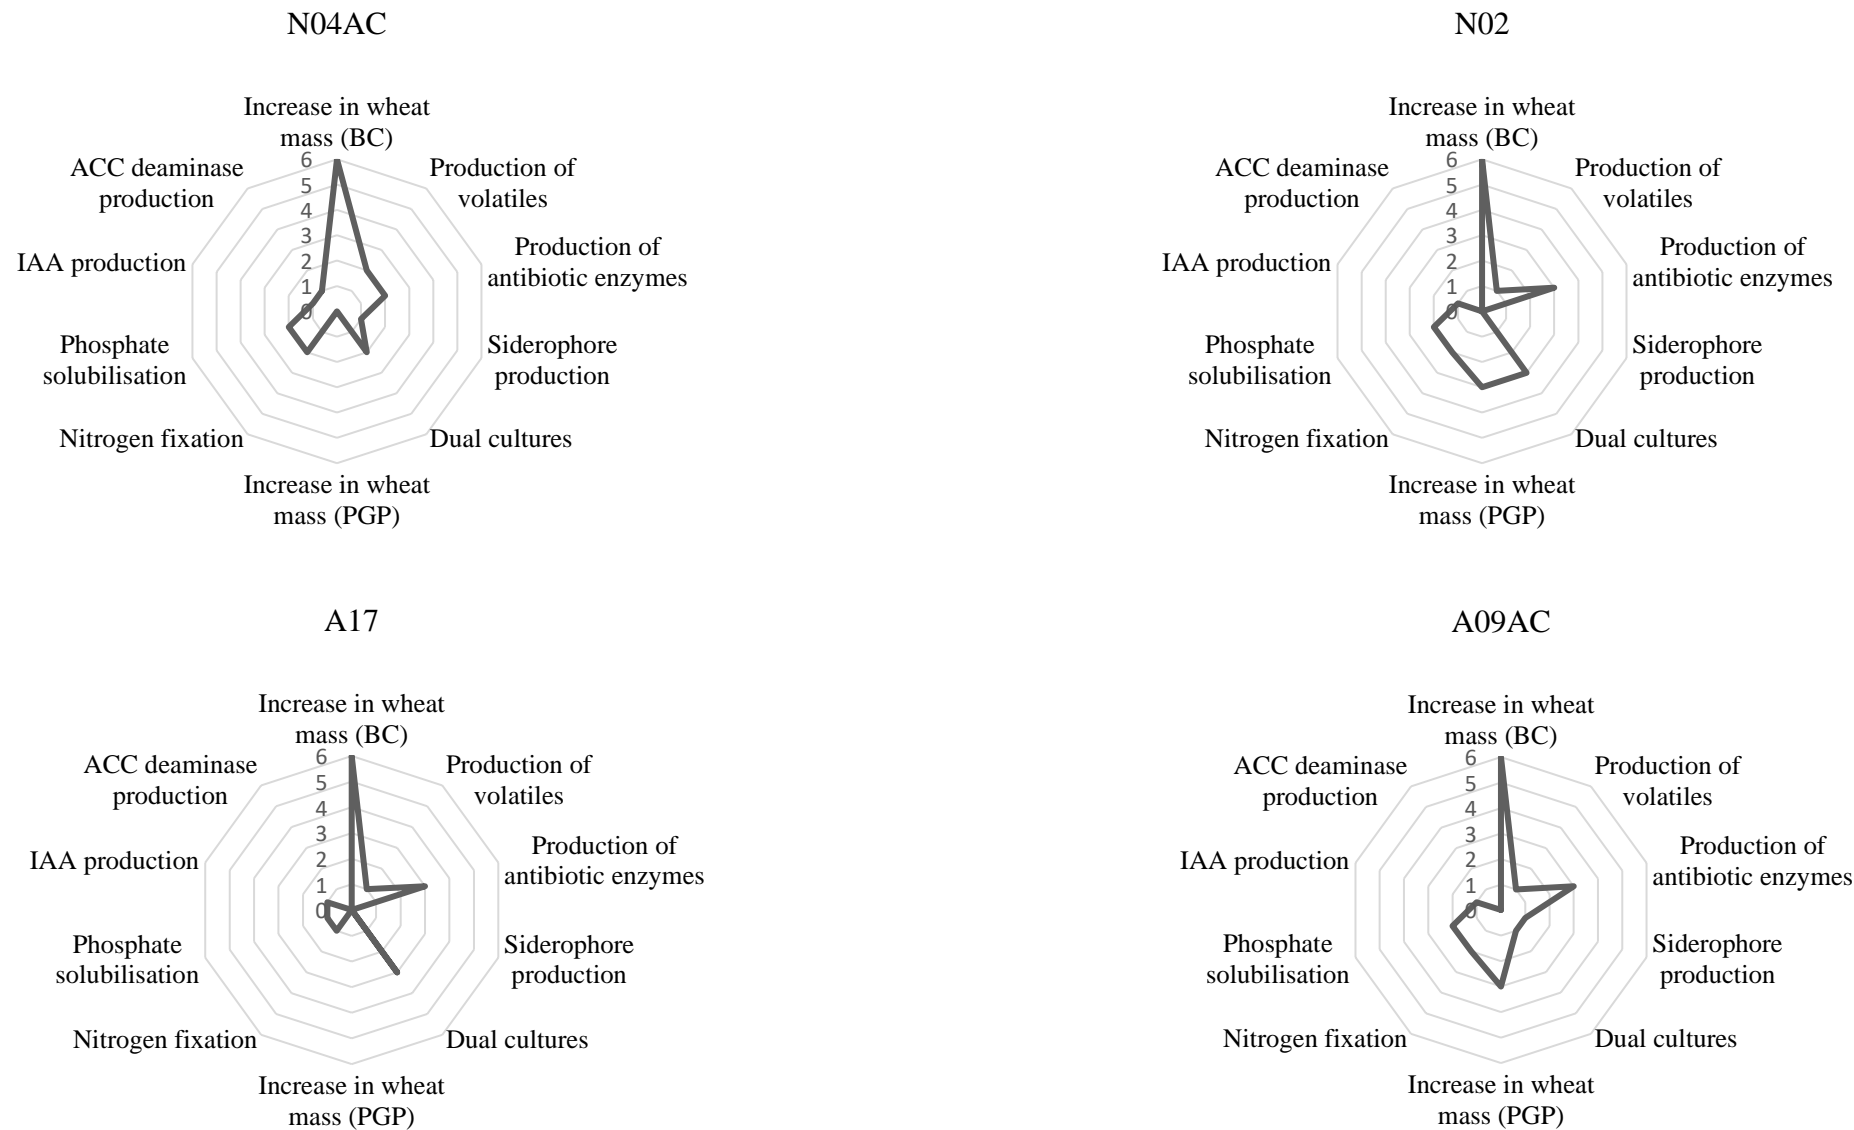 N04AC
Increase in wheat
mass (BC)
Production of
volatiles
Production of
antibiotic enzymes
Siderophore
production
Dual cultures
Increase in wheat
mass (PGP)
Nitrogen fixation
Phosphate
solubilisation
IAA production
ACC deaminase
production
6
5
4
3
2
1
0
N02
Increase in wheat
mass (BC)
Production of
volatiles
Production of
antibiotic enzymes
Siderophore
production
Dual cultures
Increase in wheat
mass (PGP)
Nitrogen fixation
Phosphate
solubilisation
IAA production
ACC deaminase
production
6
5
4
3
2
1
0
A17
Increase in wheat
mass (BC)
Production of
volatiles
Production of
antibiotic enzymes
Siderophore
production
Dual cultures
Increase in wheat
mass (PGP)
Nitrogen fixation
Phosphate
solubilisation
IAA production
ACC deaminase
production
6
5
4
3
2
1
0
A09AC
Increase in wheat
mass (BC)
Production of
volatiles
Production of
antibiotic enzymes
Siderophore
production
Dual cultures
Increase in wheat
mass (PGP)
Nitrogen fixation
Phosphate
solubilisation
IAA production
ACC deaminase
production
6
5
4
3
2
1
0